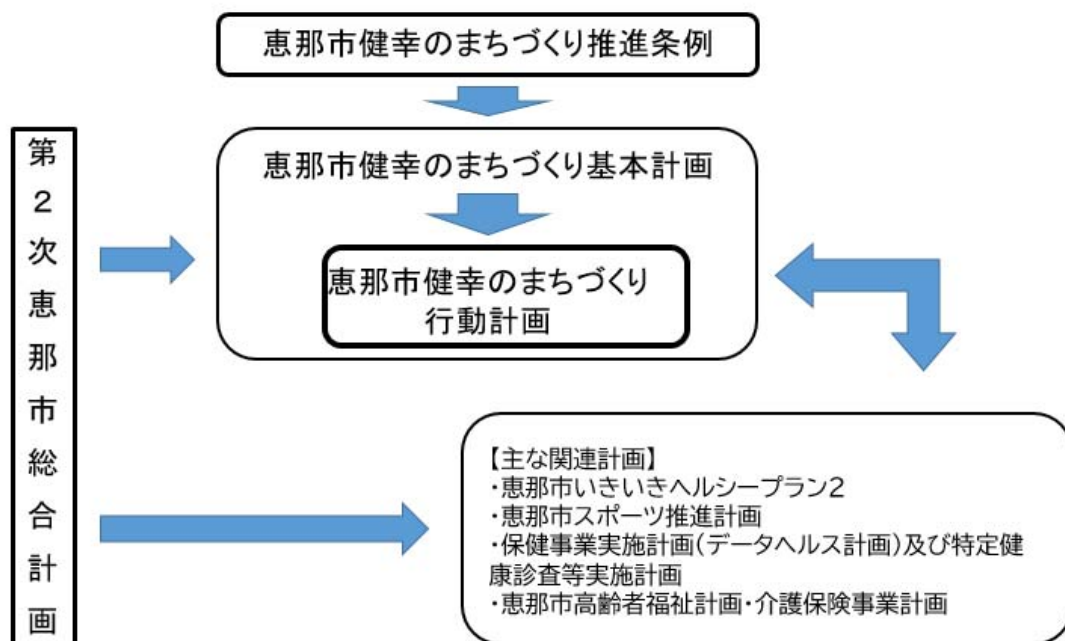 恵那市健幸のまちづくり推進条例
第2次恵那市総合計画
恵那市健幸のまちづくり基本計画
恵那市健幸のまちづくり
行動計画
【主な関連計画】
・恵那市いきいきヘルシープラン2
・恵那市スポーツ推進計画
・保健事業実施計画(データヘルス計画)及び特定健
康診査等実施計画
・恵那市高齢者福祉計画・介護保険事業計画